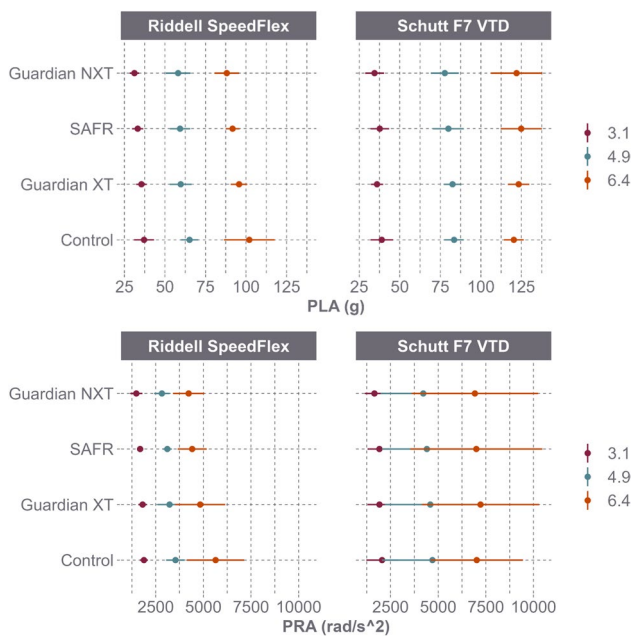 Riddell SpeedFlex Schutt F7 VTD
Guardian NXT
SAFR
Guardian XT
Control
3.1
4.9
6.4
25 50 75 100 125 25 50 75 100 125
PLA (g)
Riddell SpeedFlex Schutt F7 VTD
Guardian NXT
SAFR
Guardian XT
Control
3.1
4.9
6.4
2500 5000 7500 10000 2500 5000 7500 10000
PRA (rad/s^2)